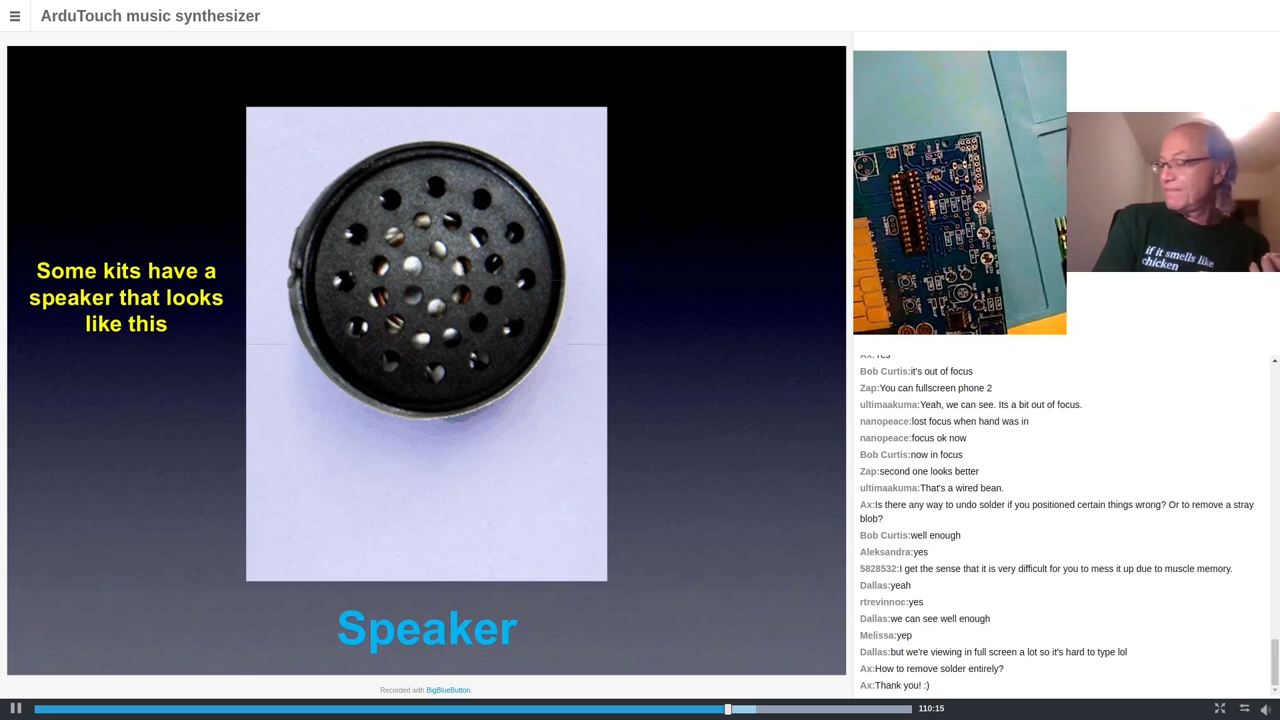 ArduTouch music synthesizer
Some kits have a
speaker that looks
like this
Speaker
Recorded with BigBlueButton.
if it smells like
chicken
Ax:Yes
Bob Curtis:it's out of focus
Zap:You can fullscreen phone 2
ultimaakuma:Yeah, we can see. Its a bit out of focus.
nanopeace:lost focus when hand was in
nanopeace:focus ok now
Bob Curtis:now in focus
Zap:second one looks better
ultimaakuma:That's a wired bean.
Ax:Is there any way to undo solder if you positioned certain things wrong? Or to remove a stray
blob?
Bob Curtis:well enough
Aleksandra:yes
5828532:I get the sense that it is very difficult for you to mess it up due to muscle memory.
Dallas:yeah
rtrevinnoc:yes
Dallas:we can see well enough
Melissa:yep
Dallas:but we're viewing in full screen a lot so it's hard to type lol
Ax:How to remove solder entirely?
Ax:Thank you! :)
110:15